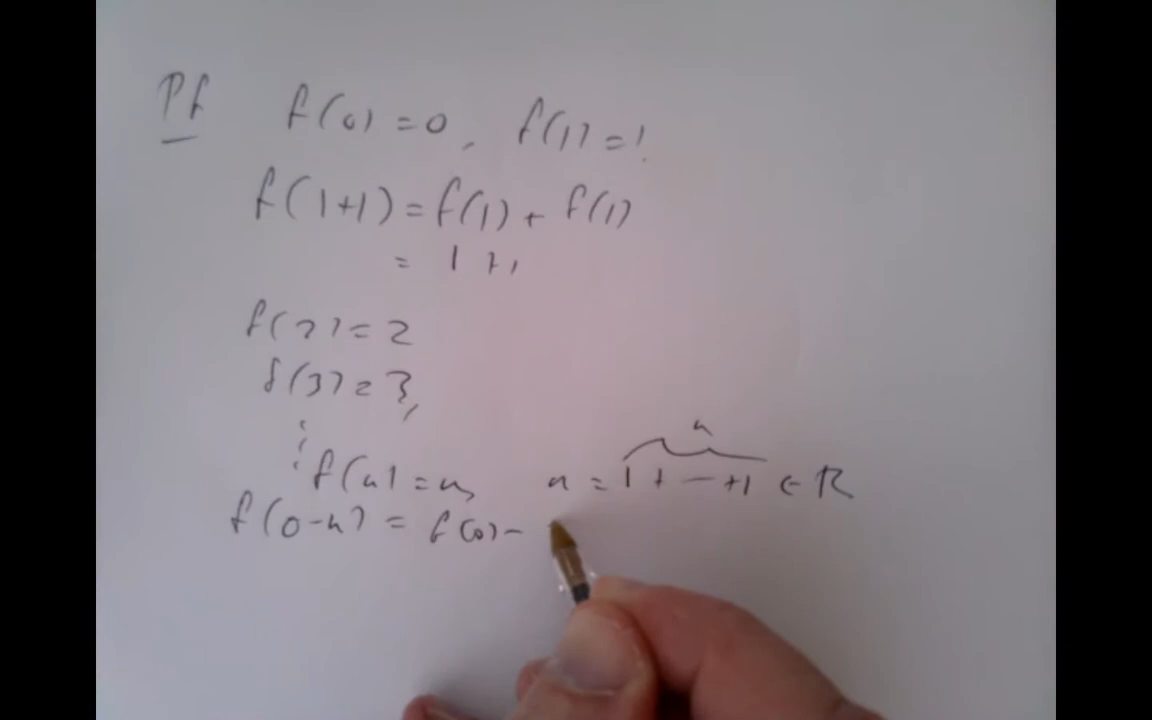 Pf f(0) = 0, f(1) = 1.
f(1+1) = f(1) + f(1)
= 1 + 1
f(2) = 2
f(3) = 3,
⋮
n
f(n) = n, n = 1 + - +1 ∈ R
f(0-n) = f(0) -